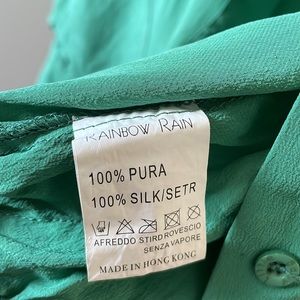 RAINBOW RAIN
100% PURA
100% SILK/SETR
AFREDDO STIRD ROVESCIO
SENZA VAPORE
MADE IN HONG KONG